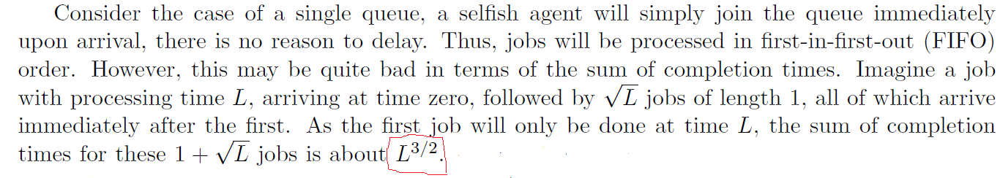 Consider the case of a single queue, a selfish agent will simply join the queue immediately
upon arrival, there is no reason to delay. Thus, jobs will be processed in first-in-first-out (FIFO)
order. However, this may be quite bad in terms of the sum of completion times. Imagine a job
with processing time L, arriving at time zero, followed by √L jobs of length 1, all of which arrive
immediately after the first. As the first job will only be done at time L, the sum of completion
times for these 1 + √L jobs is about L^{3/2}.